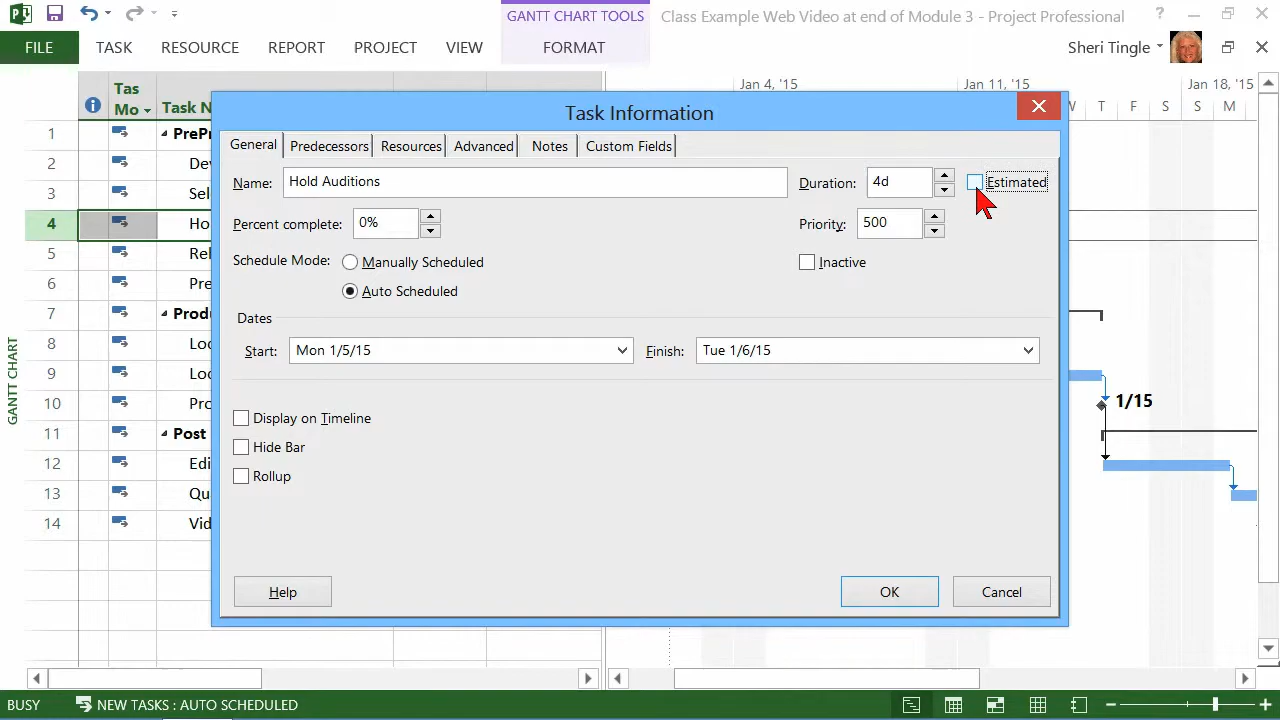 GANTT CHART TOOLS
Class Example Web Video at end of Module 3 - Project Professional
FILE TASK RESOURCE REPORT PROJECT VIEW FORMAT Sheri Tingle
Jan 4, '15 Jan 11, '15 Jan 18, '15
Tas
Mo Task N
W T F S S M
Task Information
1 PrePr
General Predecessors Resources Advanced Notes Custom Fields
2 Dev
Name: Hold Auditions Duration: 4d Estimated
3 Sel
4 Ho
Percent complete: 0% Priority: 500
5 Rel
Schedule Mode: Manually Scheduled Inactive
6 Pre
Auto Scheduled
7 Produ
Dates
8 Loc
Start: Mon 1/5/15 Finish: Tue 1/6/15
9 Loc
10 Pro
1/15
Display on Timeline
11 Post
Hide Bar
12 Edi
Rollup
13 Qu
14 Vid
GANTT CHART
Help OK Cancel
BUSY NEW TASKS : AUTO SCHEDULED